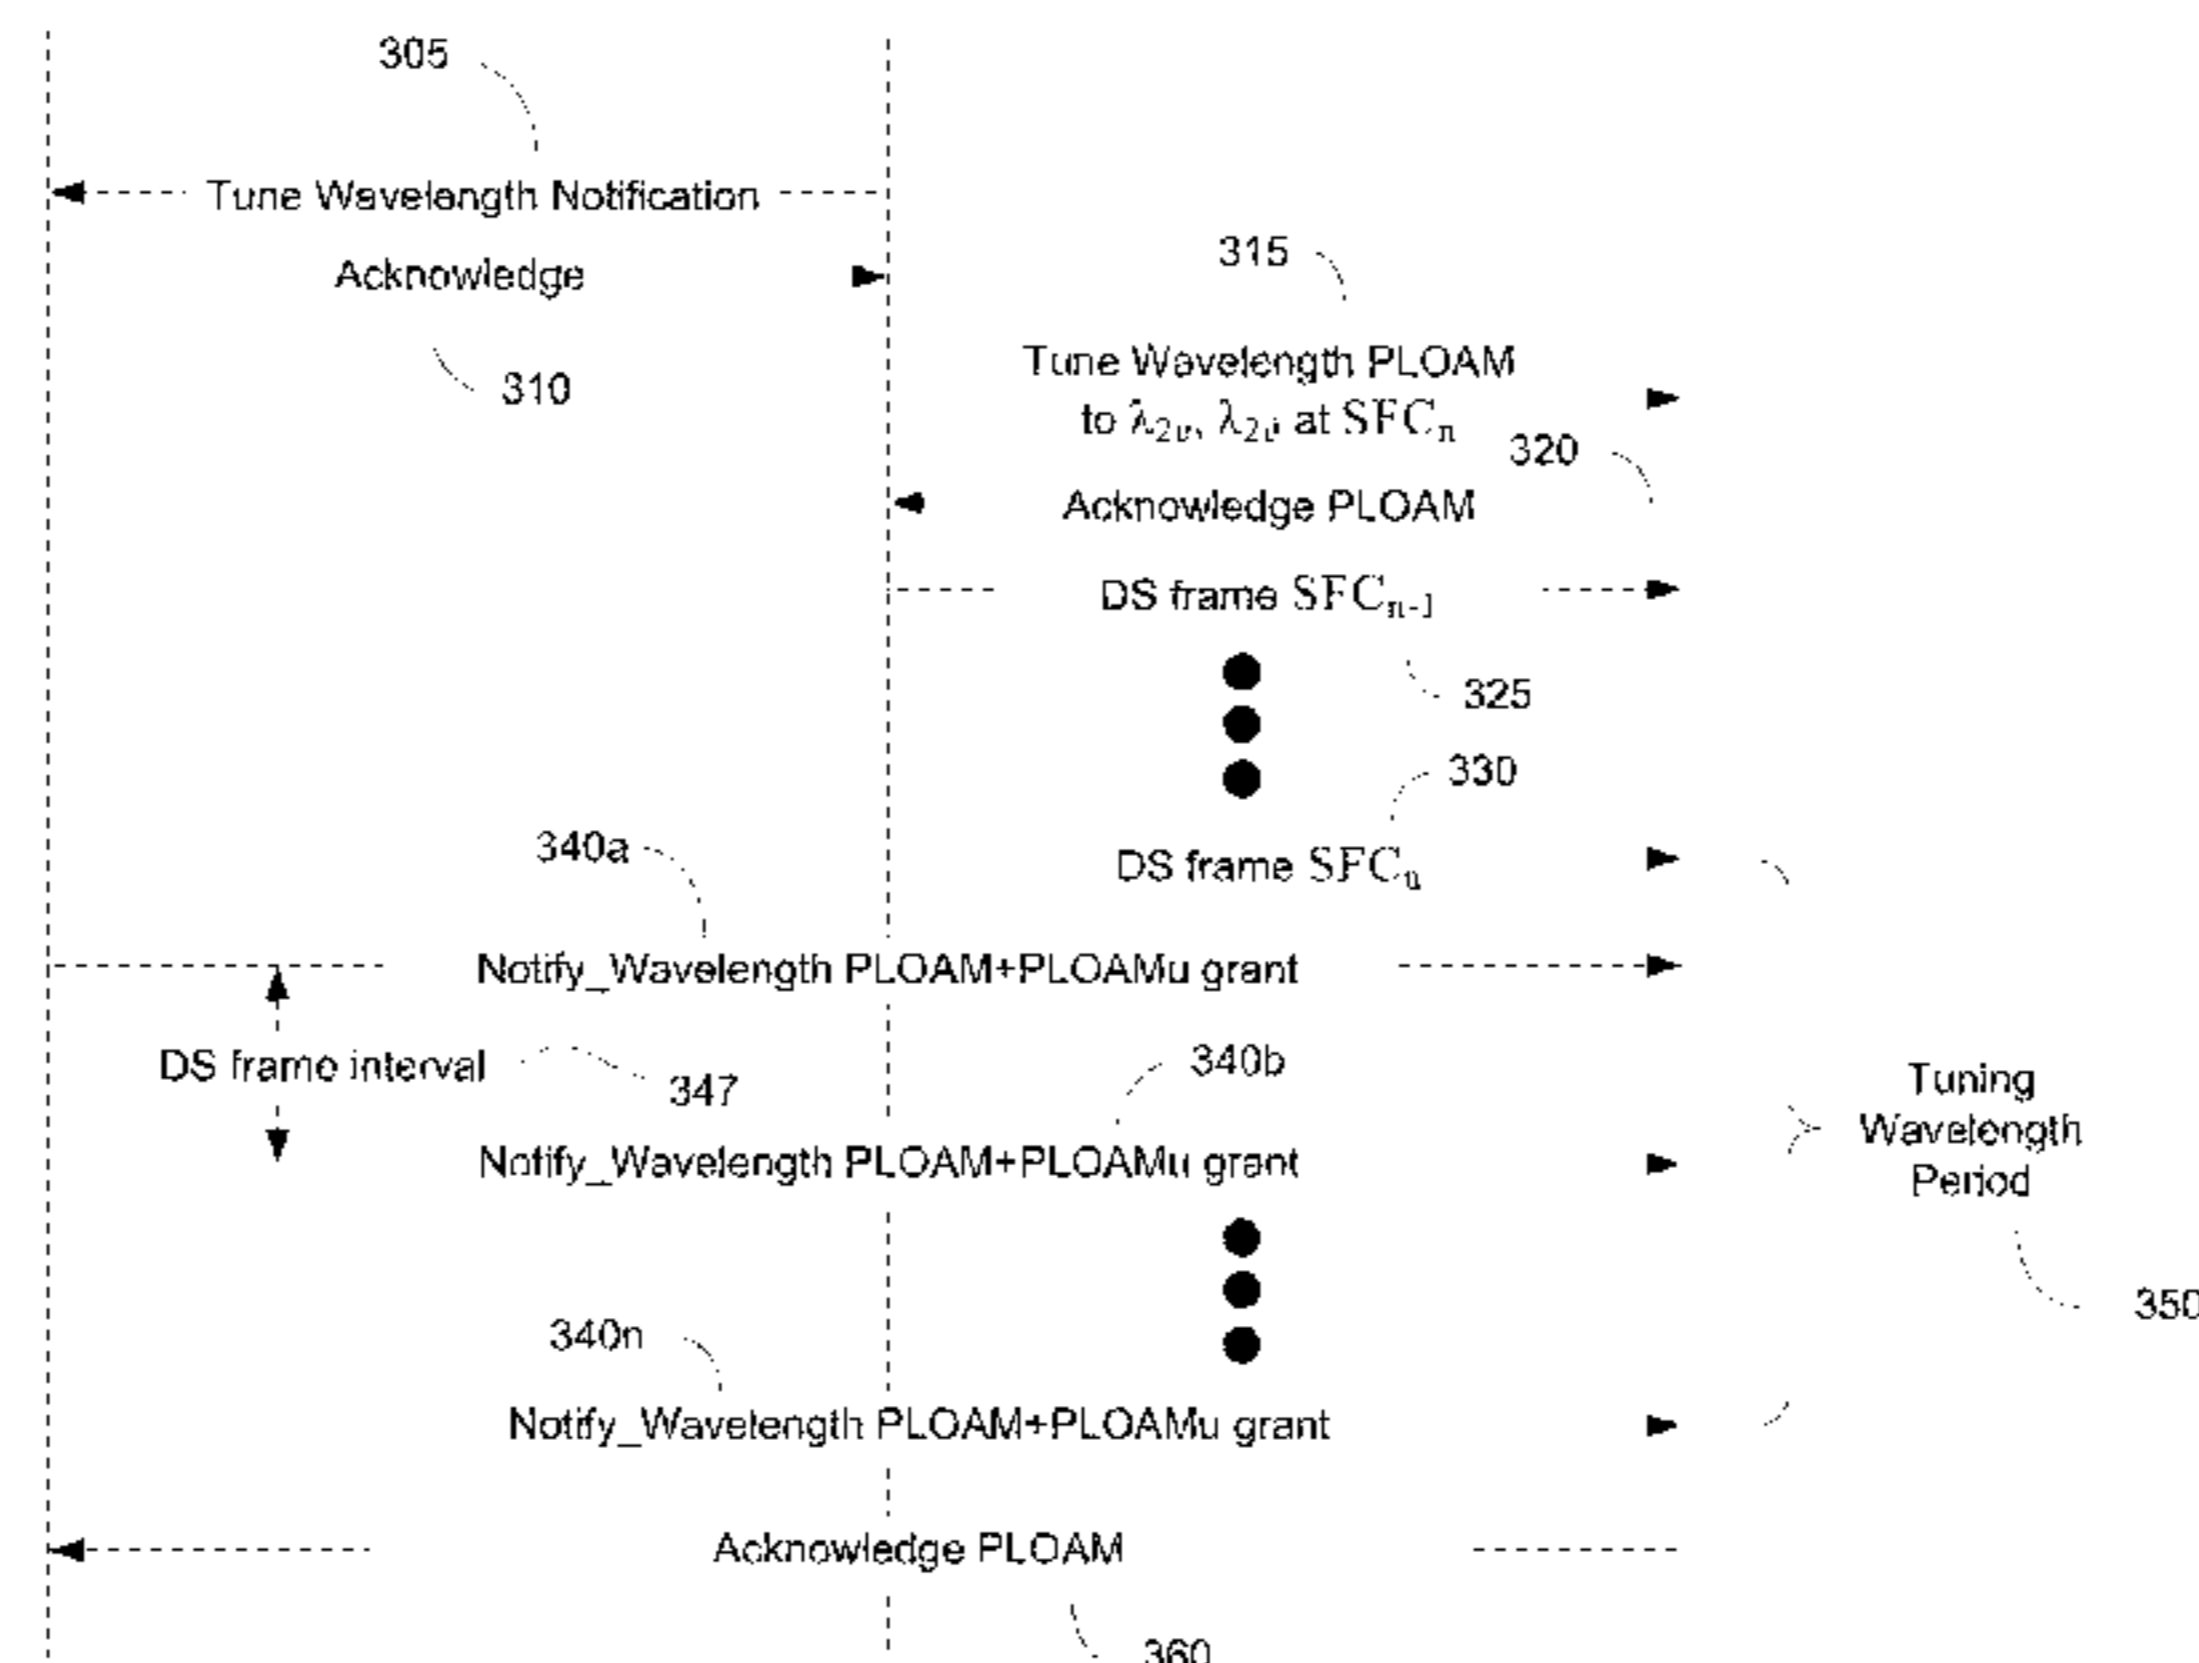 305
Tune Wavelength Notification
Acknowledge
310
315
Tune Wavelength PLOAM
to λ2u, λ2d at SFCn
320
Acknowledge PLOAM
DS frame SFCn-1
325
330
DS frame SFCn
340a
Notify_Wavelength PLOAM+PLOAMu grant
DS frame interval
347
340b
Notify_Wavelength PLOAM+PLOAMu grant
Tuning
Wavelength
Period
350
340n
Notify_Wavelength PLOAM+PLOAMu grant
Acknowledge PLOAM
360